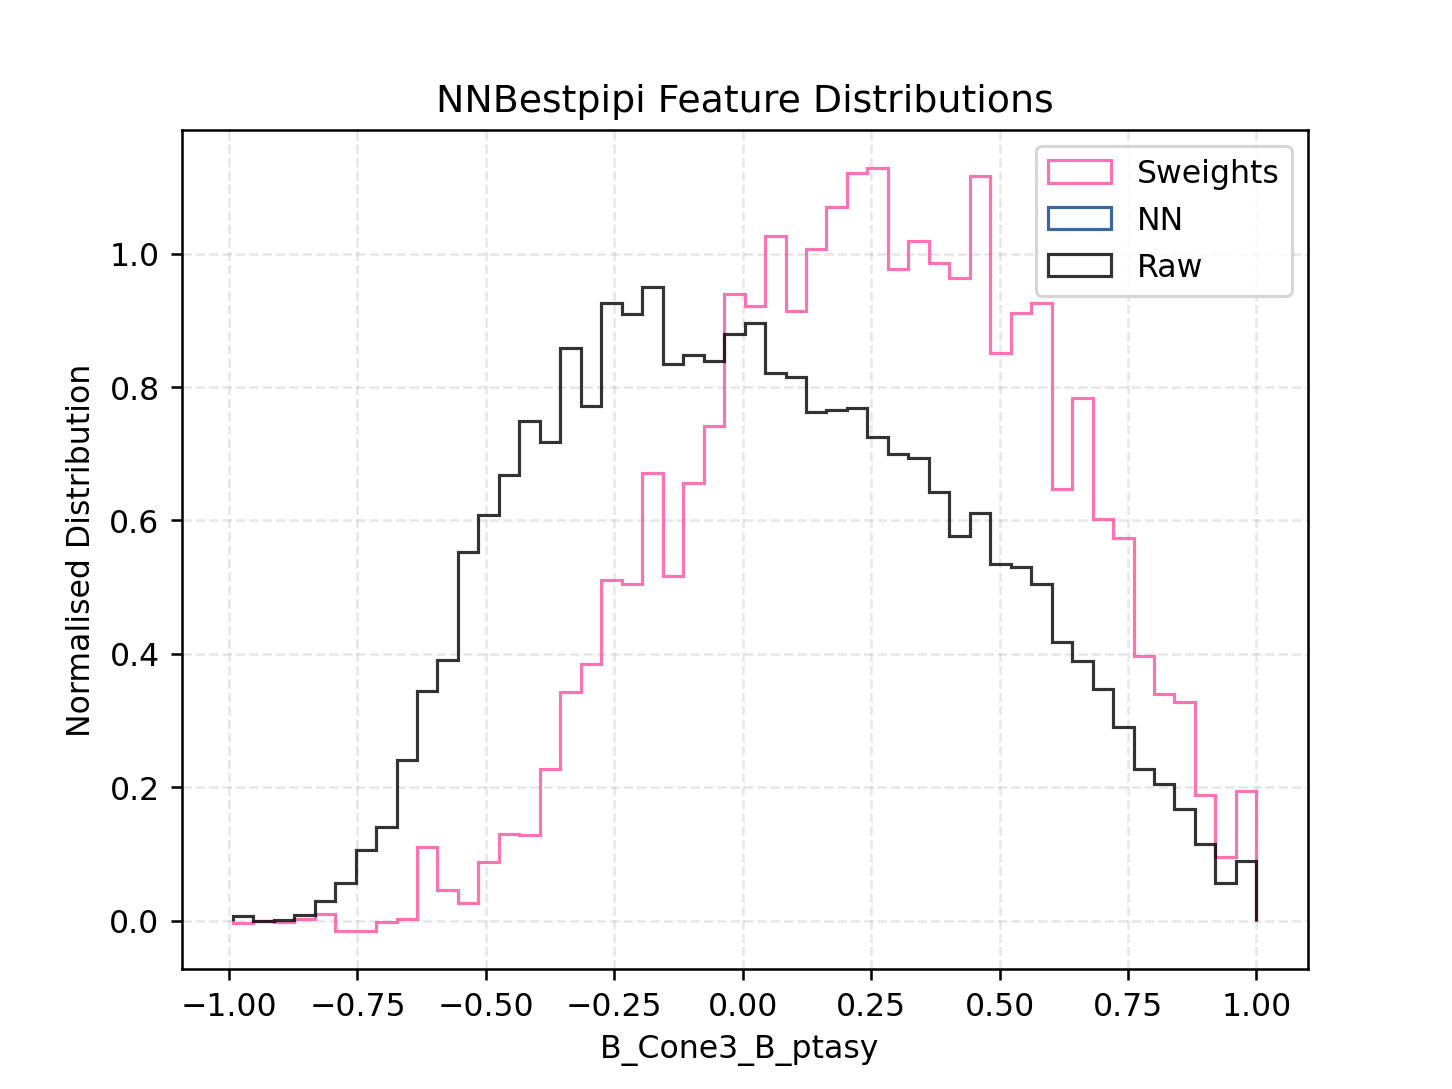 NNBestpipi Feature Distributions
Sweights
NN
Raw
Normalised Distribution
1.0
0.8
0.6
0.4
0.2
0.0
−1.00 −0.75 −0.50 −0.25 0.00 0.25 0.50 0.75 1.00
B_Cone3_B_ptasy